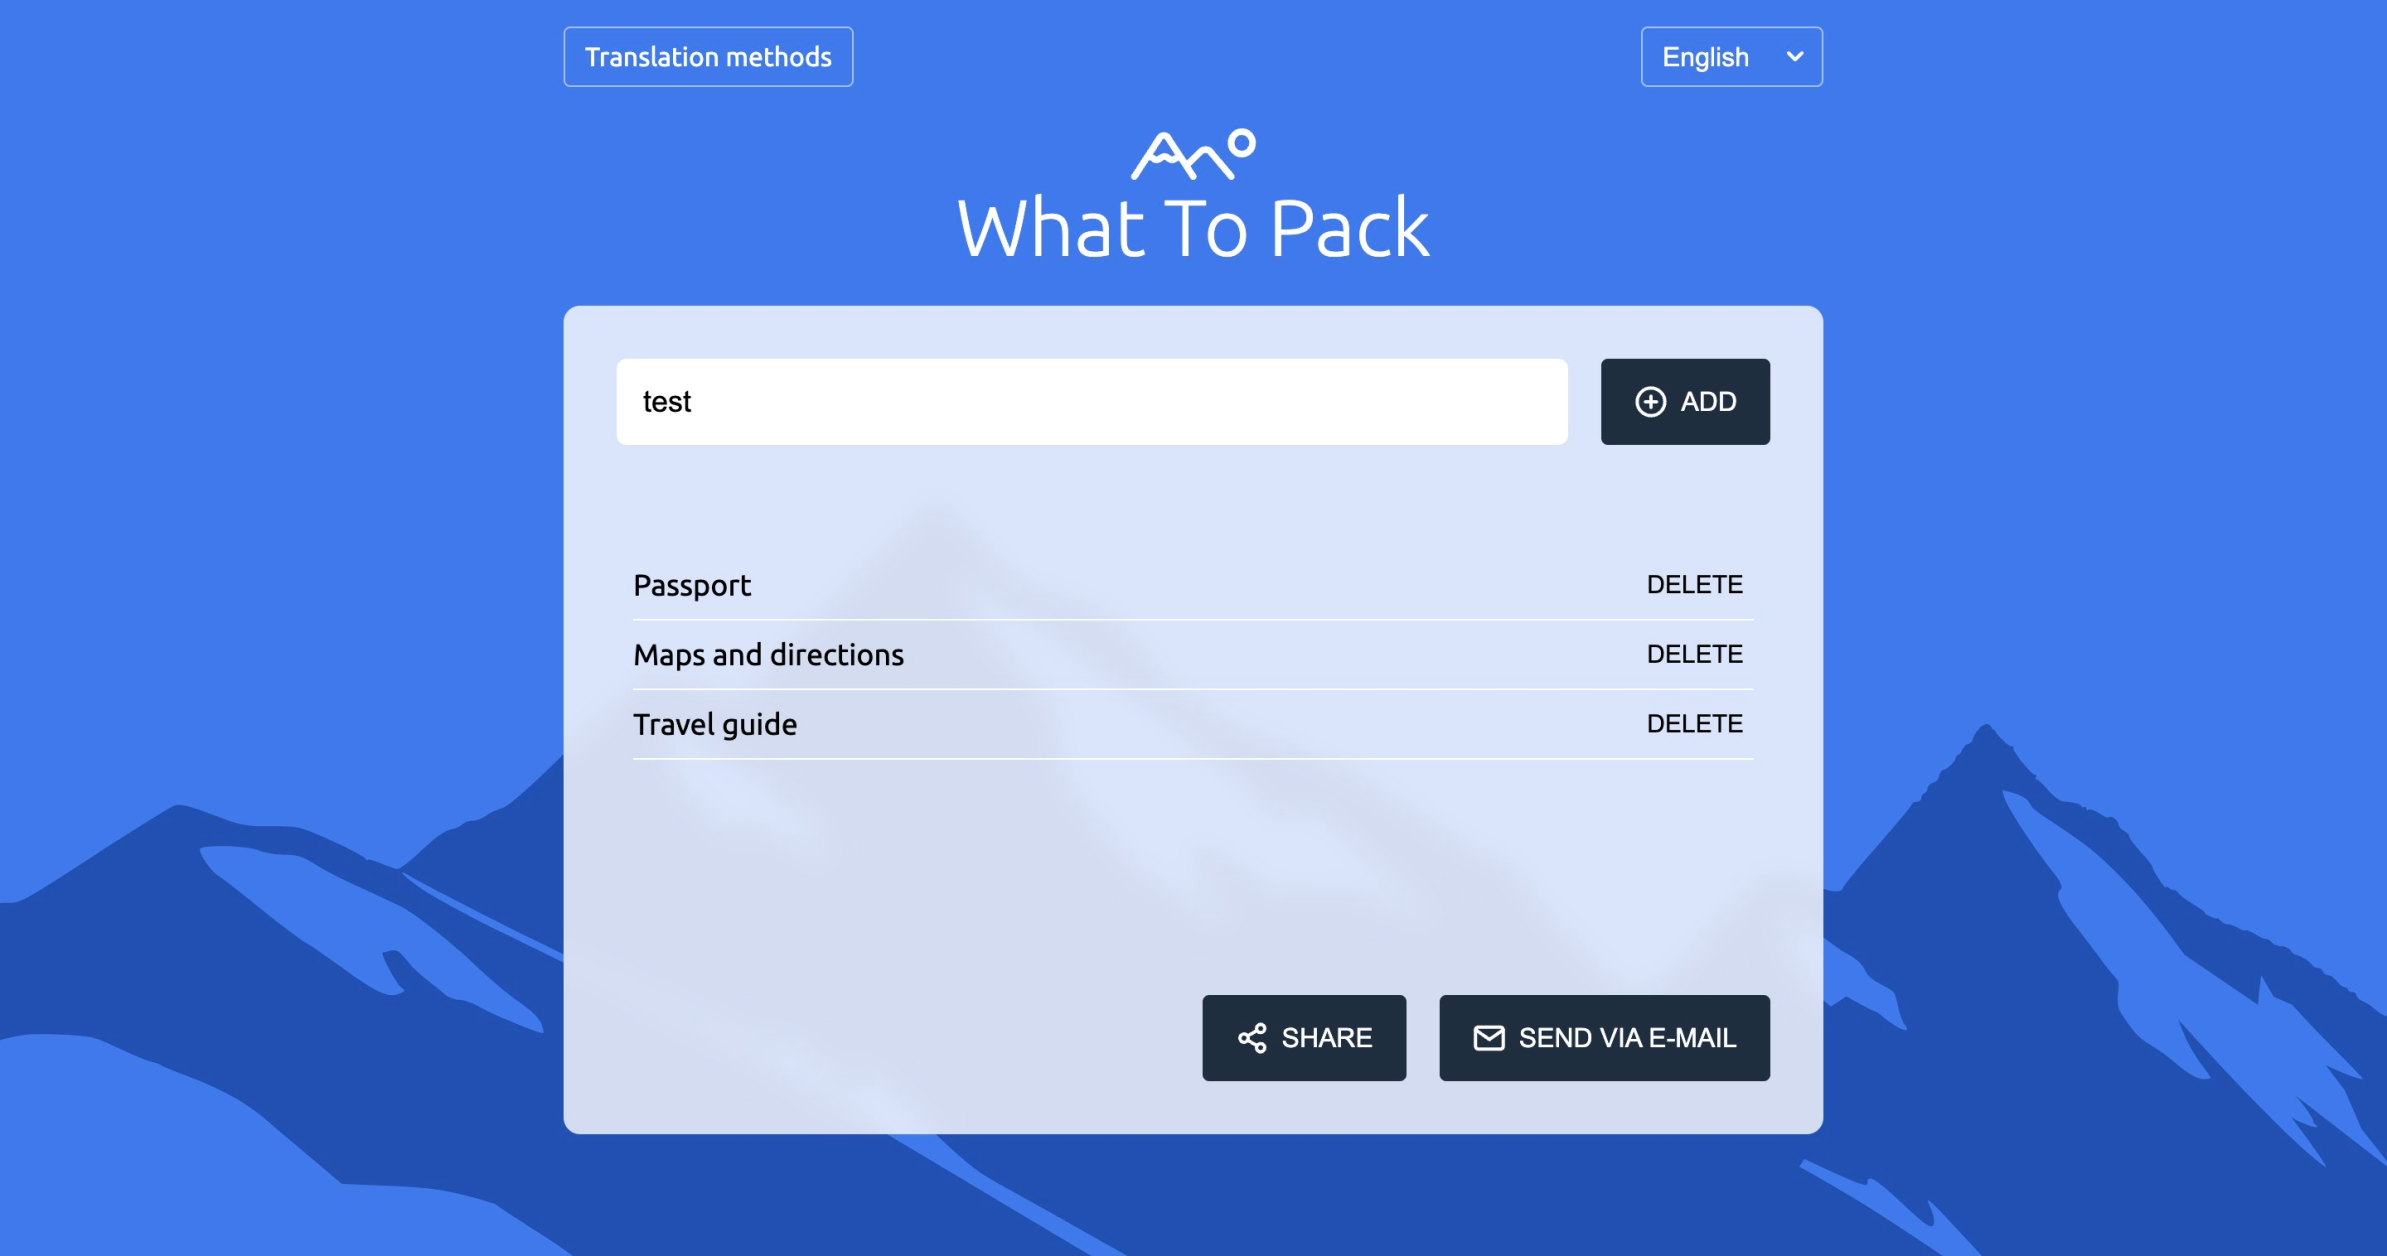 Translation methods
English
What To Pack
test
ADD
Passport
DELETE
Maps and directions
DELETE
Travel guide
DELETE
SHARE
SEND VIA E-MAIL